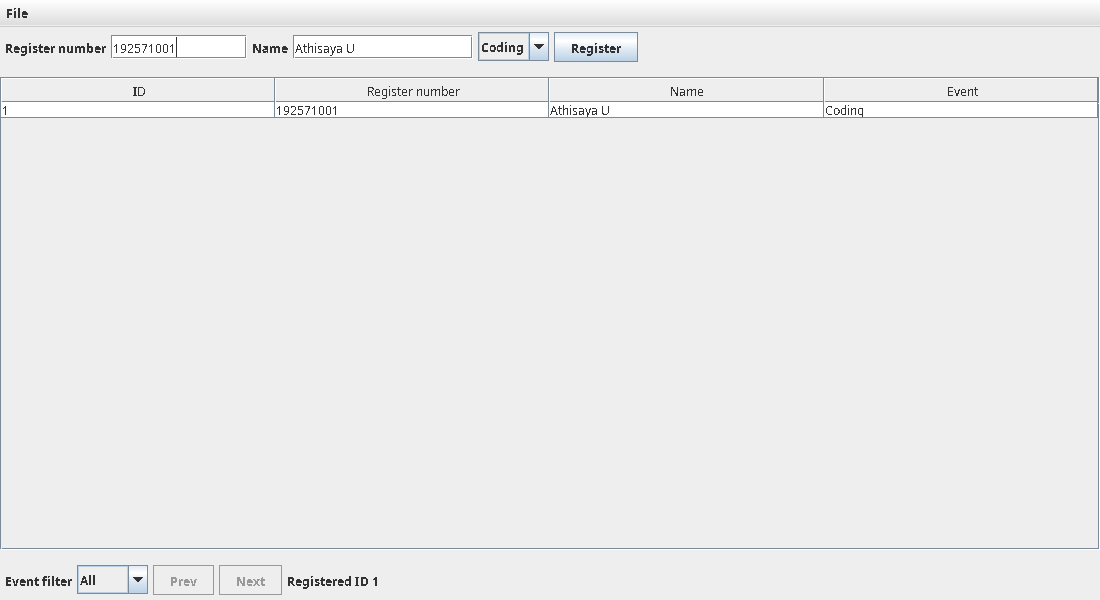 File
Register number 192571001 Name Athisaya U Coding Register
ID Register number Name Event
1 192571001 Athisaya U Coding
Event filter All Prev Next Registered ID 1